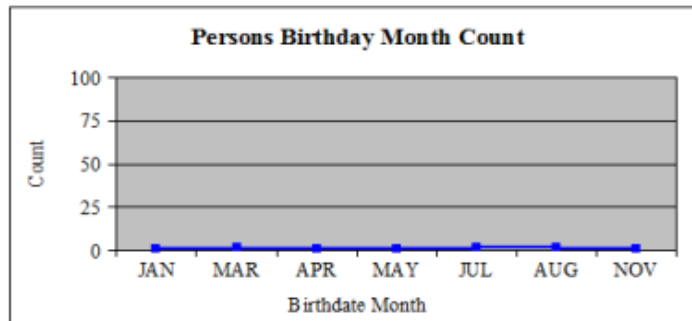 Persons Birthday Month Count
100
75
50
25
0
Count
JAN MAR APR MAY JUL AUG NOV
Birthdate Month